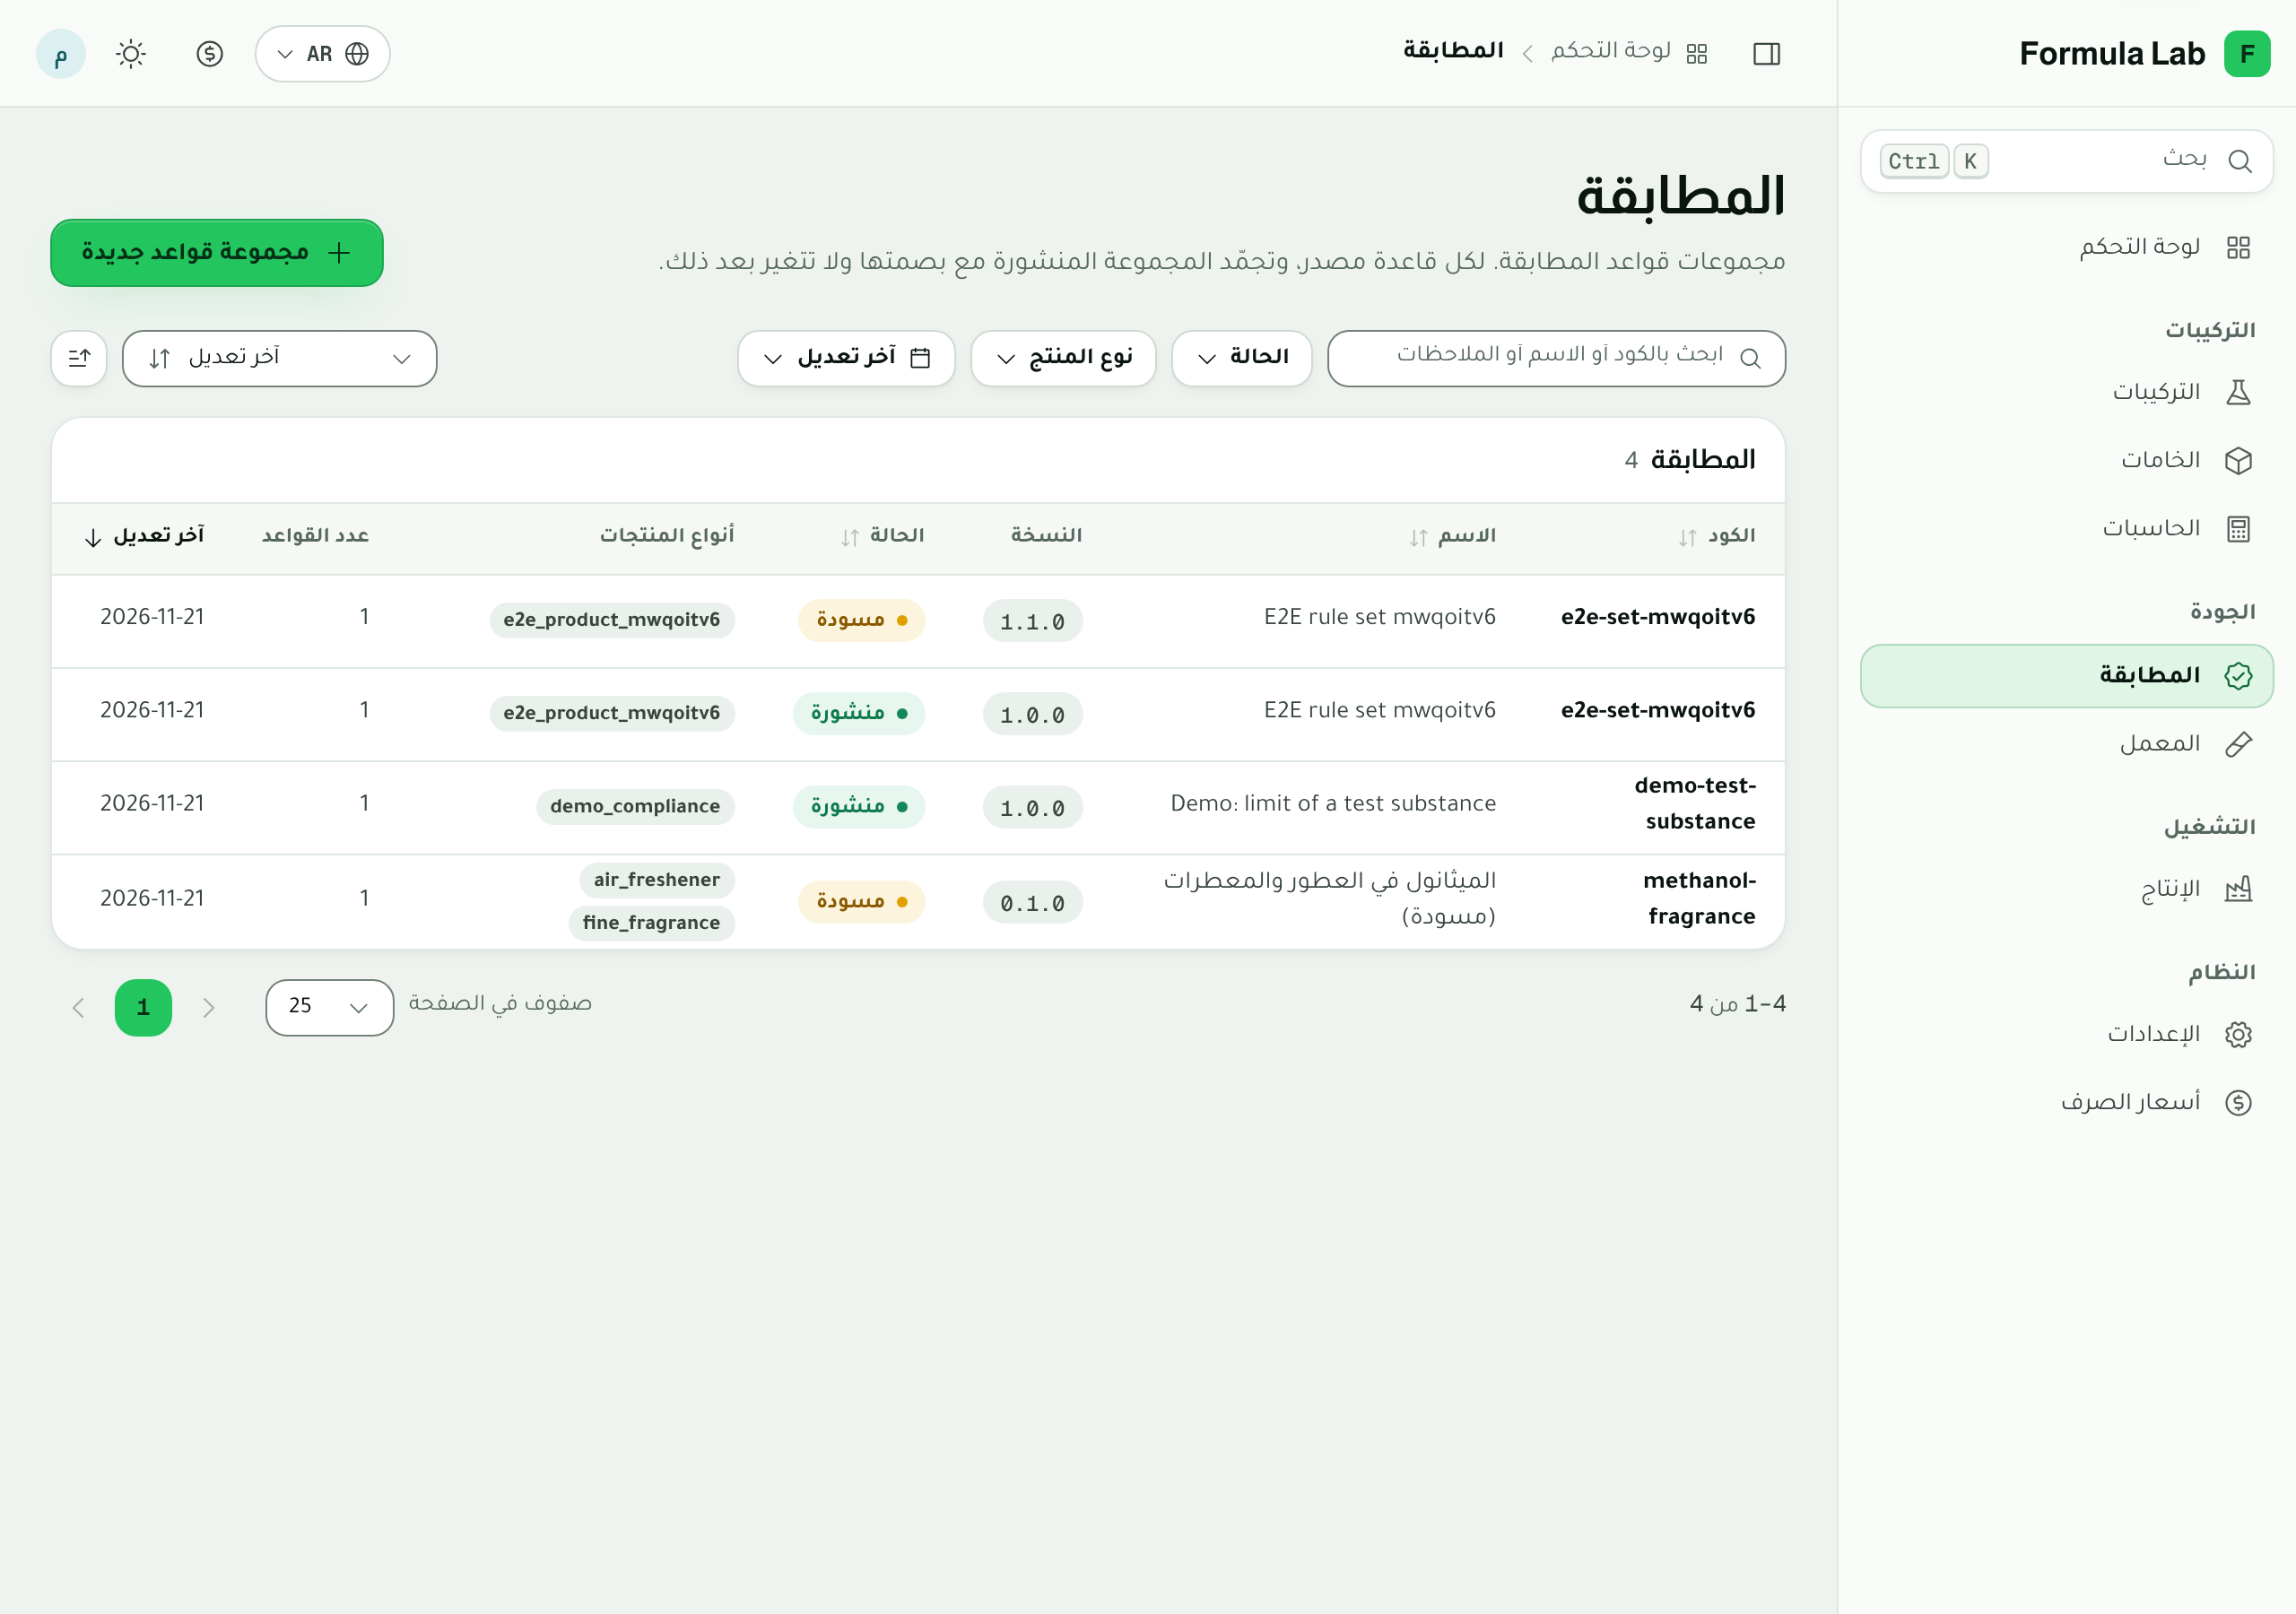 F Formula Lab
بحث Ctrl K
لوحة التحكم
التركيبات
التركيبات
الخامات
الحاسبات
الجودة
المطابقة
المعمل
التشغيل
الإنتاج
النظام
الإعدادات
أسعار الصرف
لوحة التحكم المطابقة
AR
م
المطابقة
مجموعات قواعد المطابقة. لكل قاعدة مصدر، وتجمّد المجموعة المنشورة مع بصمتها ولا تتغير بعد ذلك.
مجموعة قواعد جديدة
ابحث بالكود أو الاسم أو الملاحظات الحالة نوع المنتج آخر تعديل آخر تعديل
المطابقة 4
الكود الاسم النسخة الحالة أنواع المنتجات عدد القواعد آخر تعديل
e2e-set-mwqoitv6 E2E rule set mwqoitv6 1.1.0 مسودة e2e_product_mwqoitv6 1 2026-11-21
e2e-set-mwqoitv6 E2E rule set mwqoitv6 1.0.0 منشورة e2e_product_mwqoitv6 1 2026-11-21
demo-test-substance Demo: limit of a test substance 1.0.0 منشورة demo_compliance 1 2026-11-21
methanol-fragrance الميثانول في العطور والمعطرات (مسودة) 0.1.0 مسودة air_freshener fine_fragrance 1 2026-11-21
1–4 من 4
صفوف في الصفحة 25 1